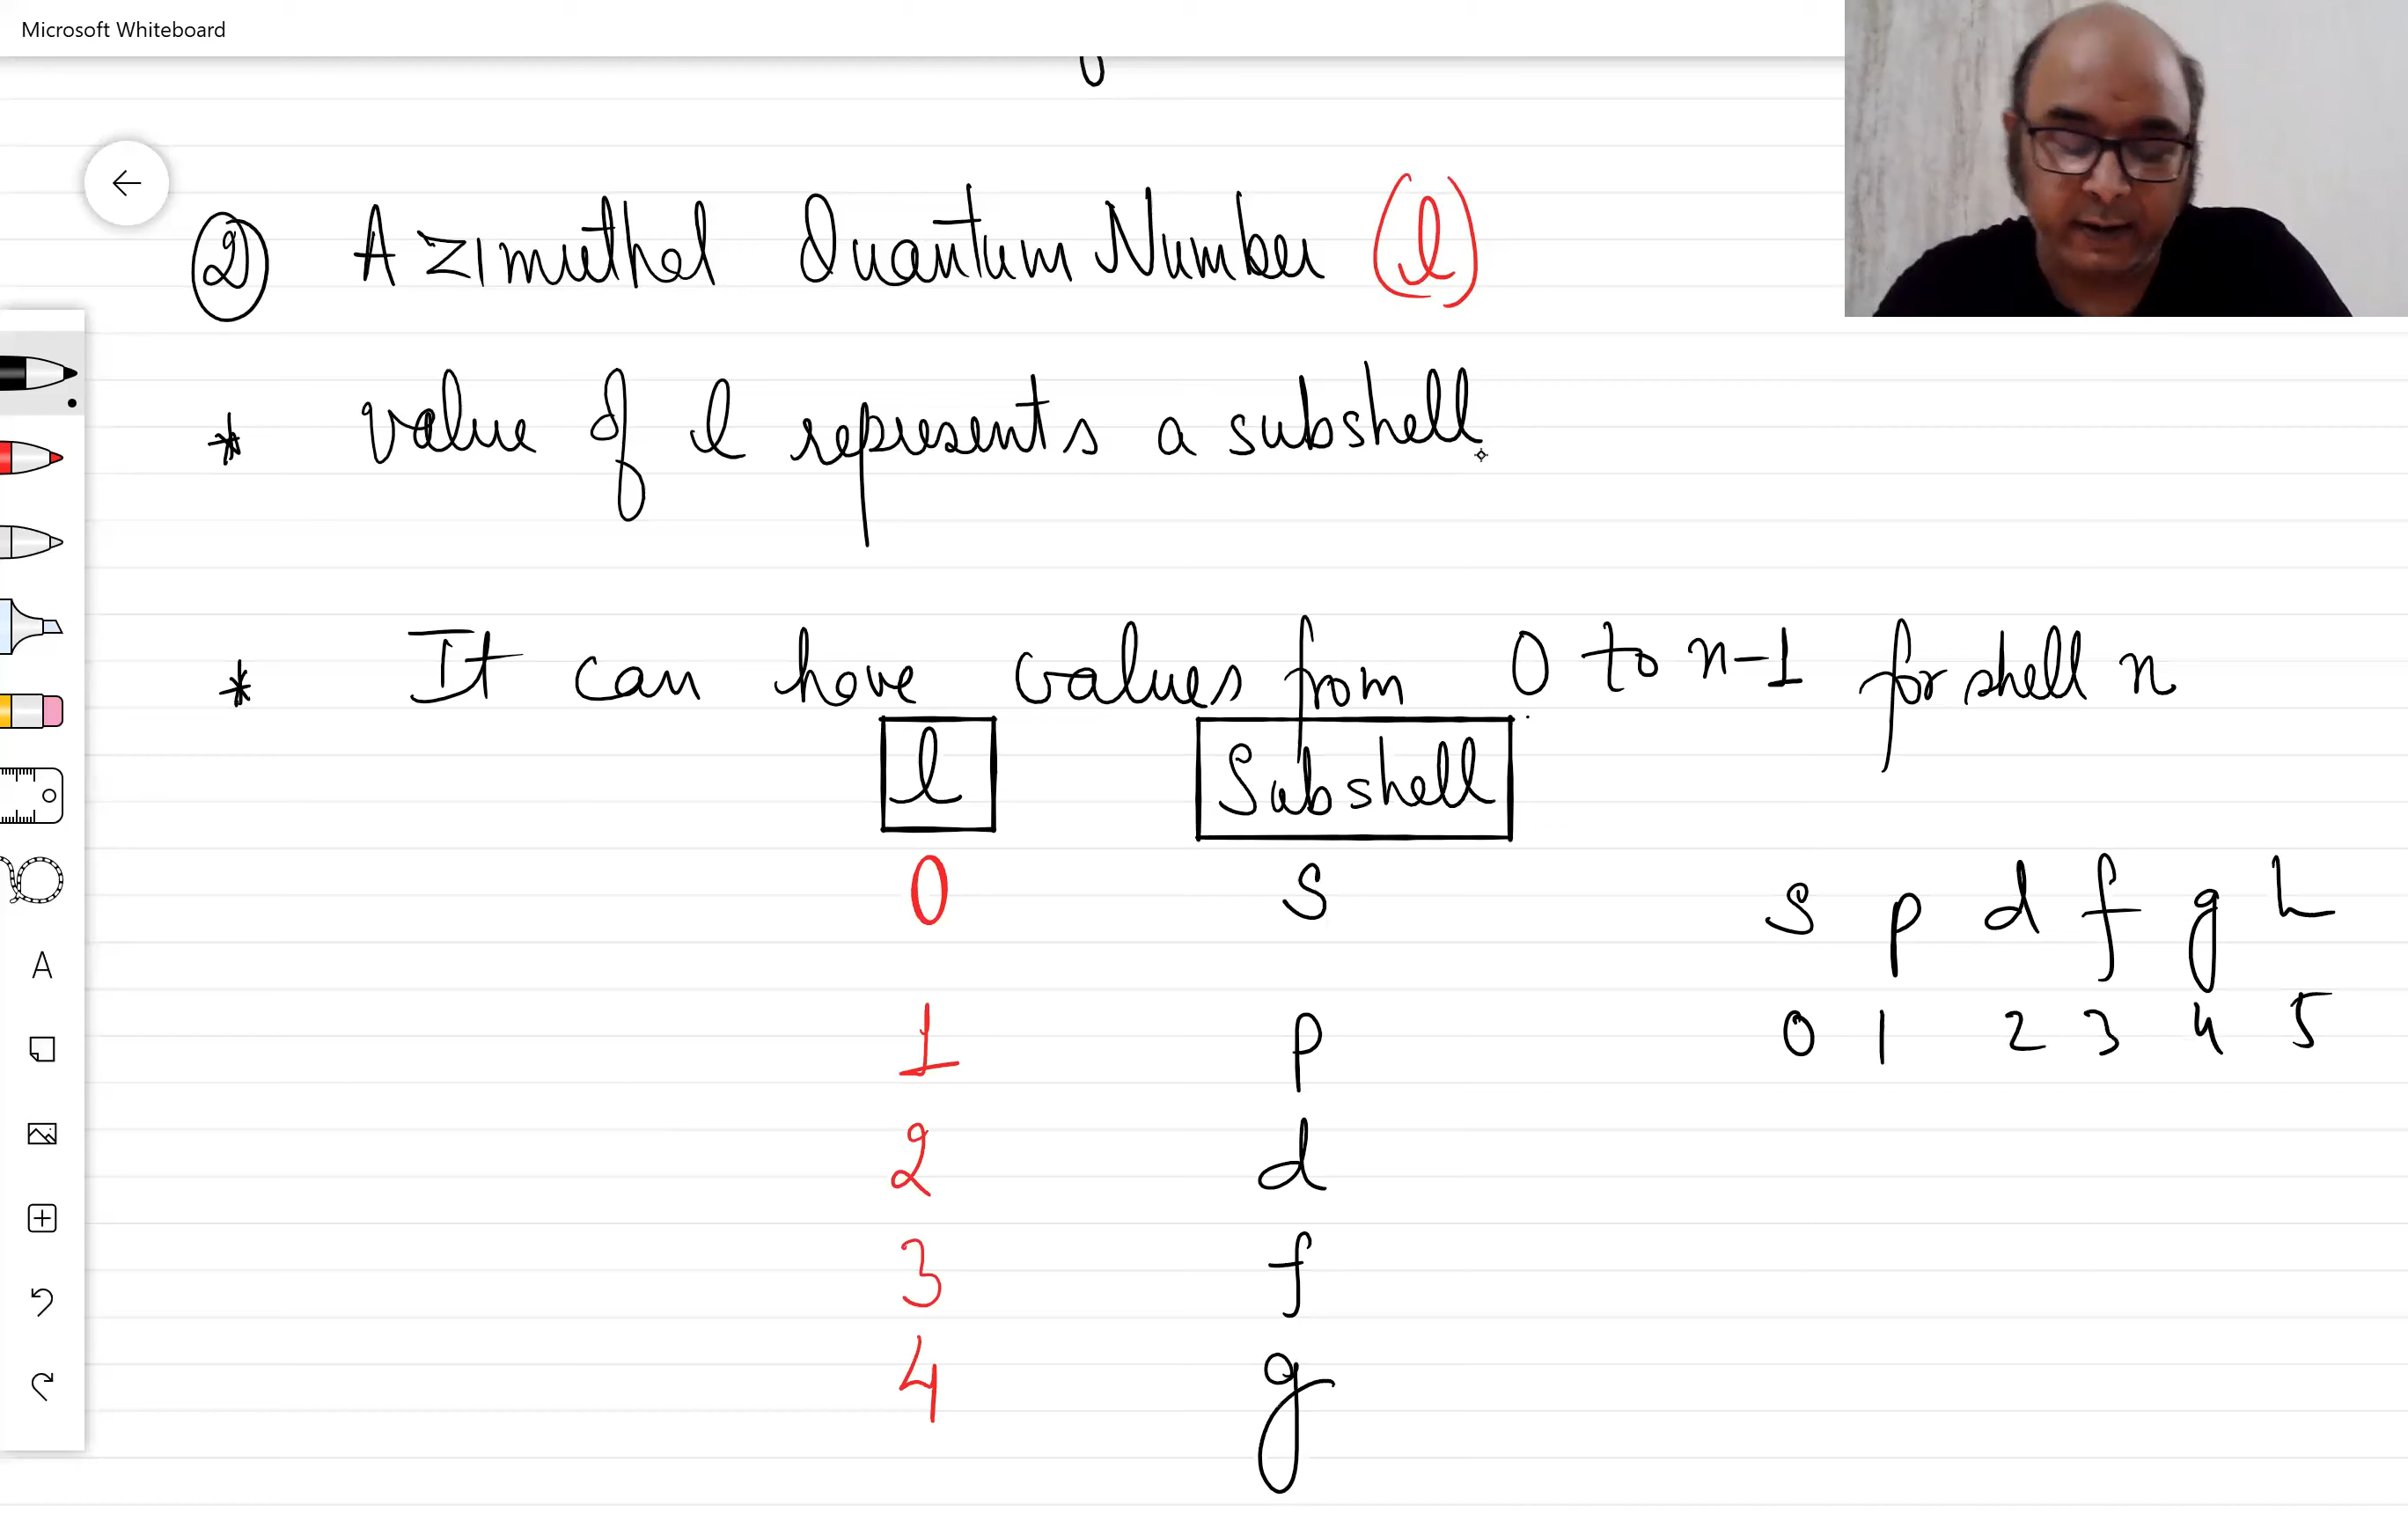 Microsoft Whiteboard
② Azimuthal Quantum Number (l)
* value of l represents a subshell
* It can have values from 0 to n-1 for shell n
l Subshell
0 s
s p d f g h
1 p
0 1 2 3 4 5
2 d
3 f
4 g